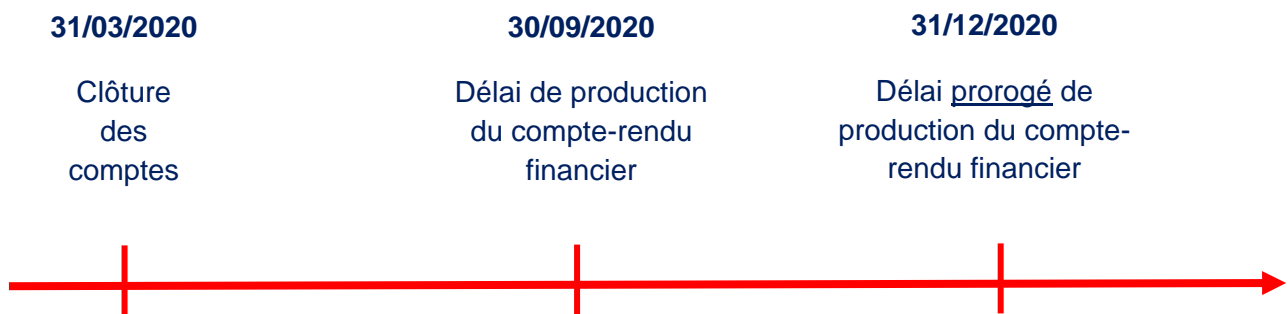 31/03/2020
Clôture
des
comptes
30/09/2020
Délai de production
du compte-rendu
financier
31/12/2020
Délai prorogé de
production du compte-
rendu financier